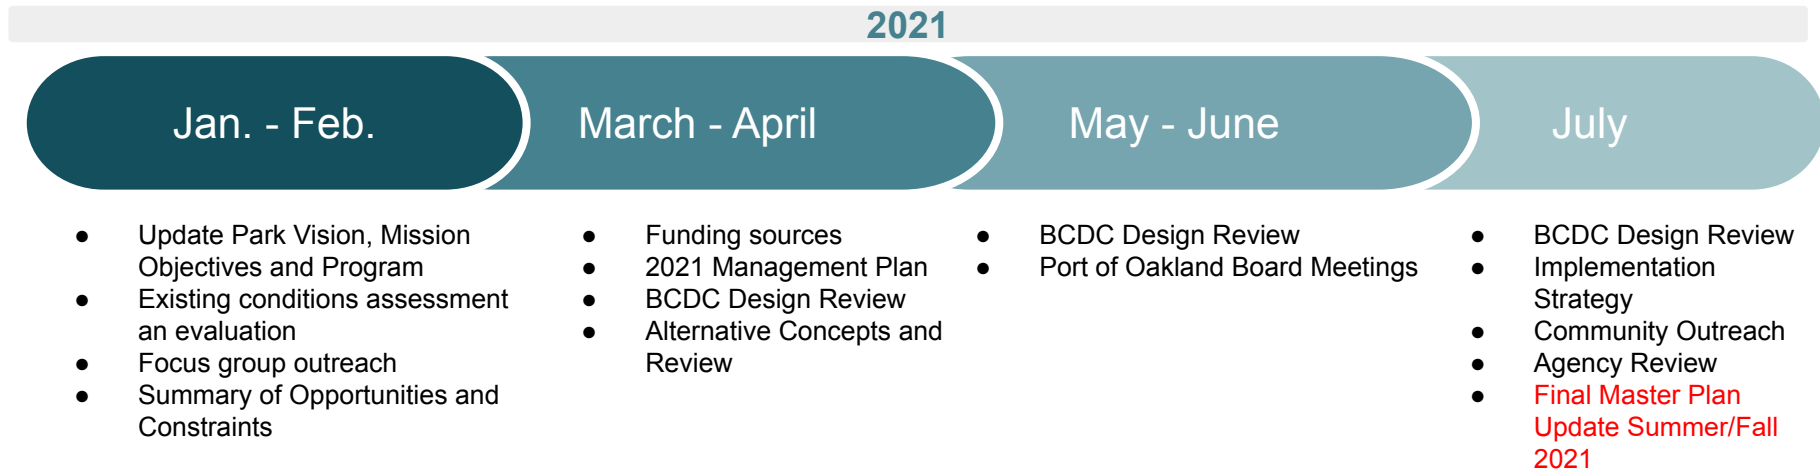 2021
Jan. - Feb.
March - April
May - June
July
● Update Park Vision, Mission
Objectives and Program
● Existing conditions assessment
an evaluation
● Focus group outreach
● Summary of Opportunities and
Constraints
● Funding sources
● 2021 Management Plan
● BCDC Design Review
● Alternative Concepts and
Review
● BCDC Design Review
● Port of Oakland Board Meetings
● BCDC Design Review
● Implementation
Strategy
● Community Outreach
● Agency Review
● Final Master Plan
Update Summer/Fall
2021